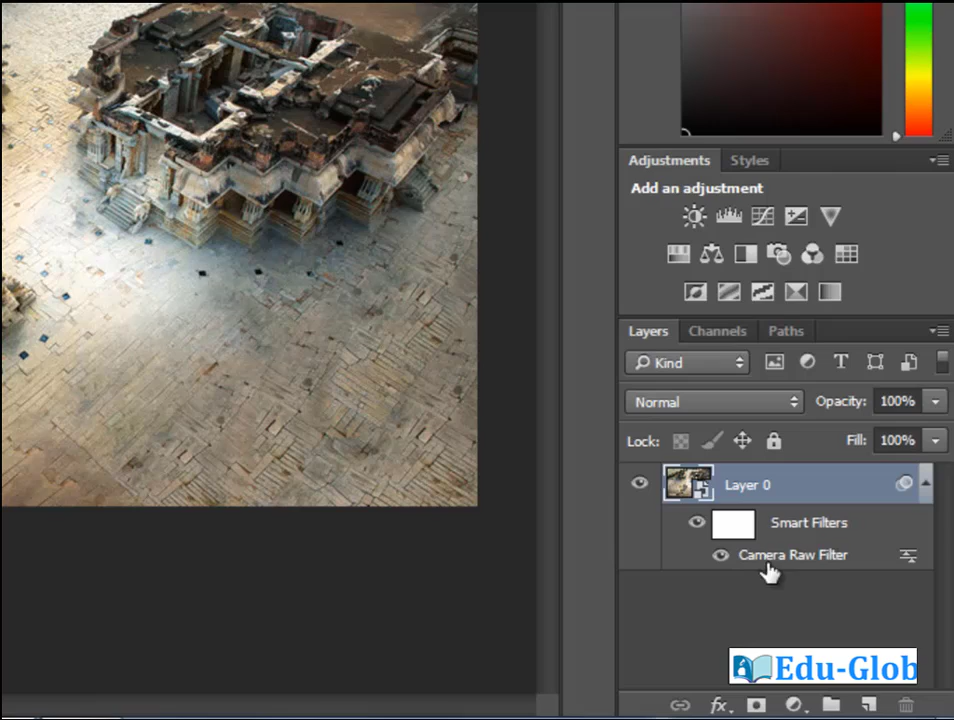 Adjustments Styles
Add an adjustment
Layers Channels Paths
Kind T
Normal Opacity: 100%
Lock: Fill: 100%
Layer 0
Smart Filters
Camera Raw Filter
Edu-Glob
fx